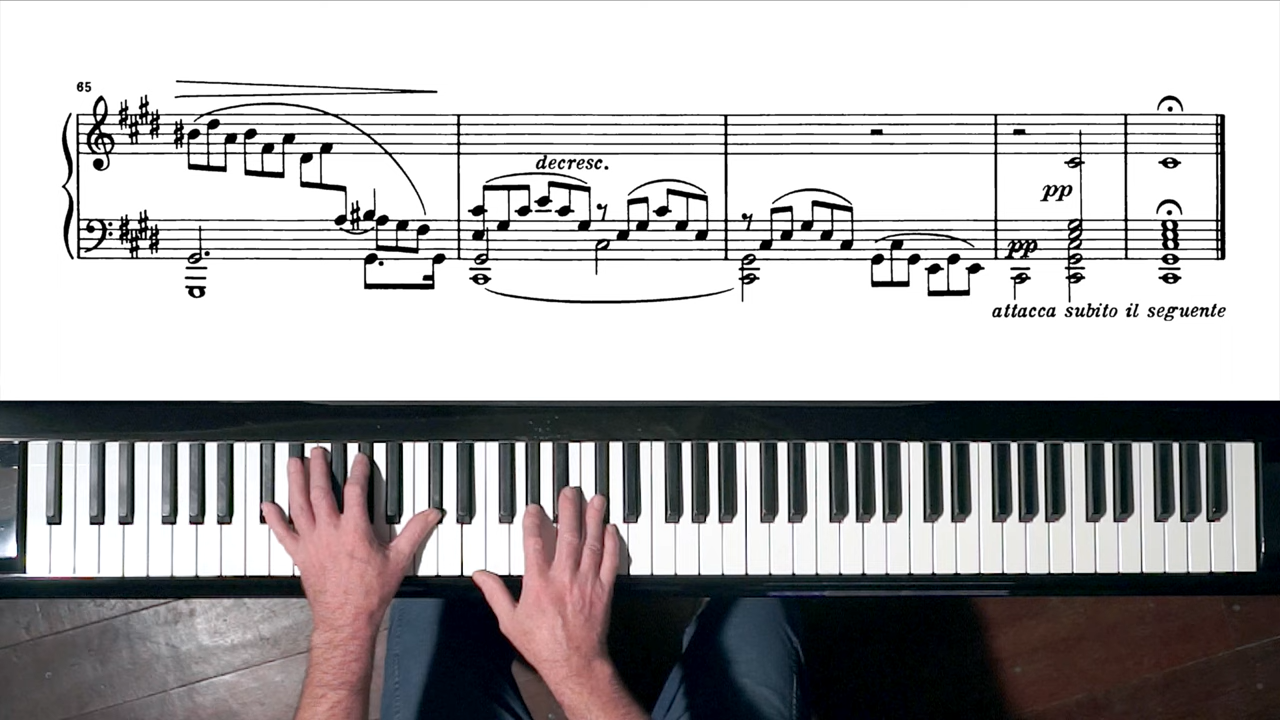 65
decresc.
pp
pp
attacca subito il seguente